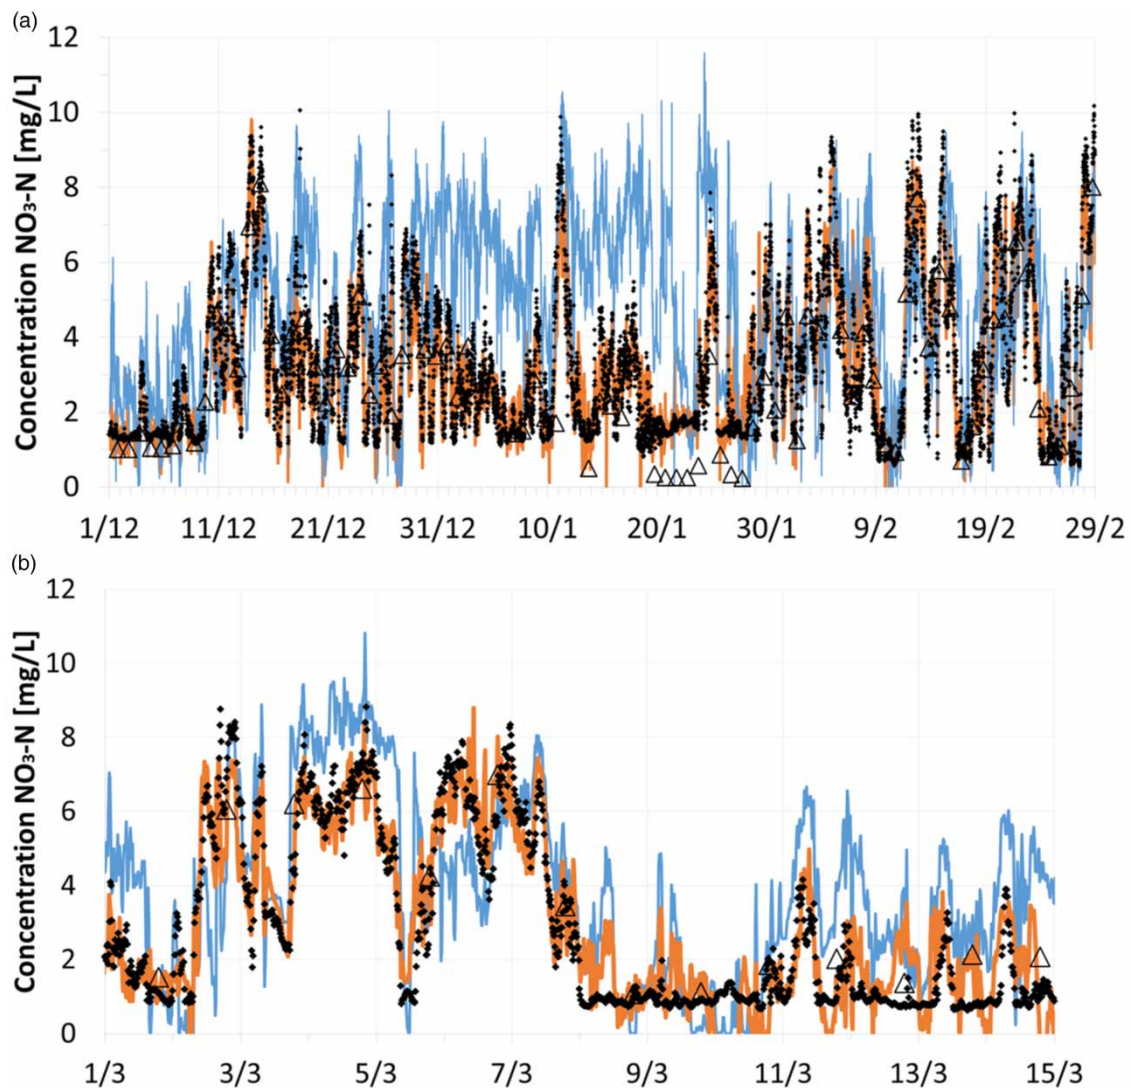 (a)
Concentration NO₃-N [mg/L]
12
10
8
6
4
2
0
1/12 11/12 21/12 31/12 10/1 20/1 30/1 9/2 19/2 29/2
(b)
Concentration NO₃-N [mg/L]
12
10
8
6
4
2
0
1/3 3/3 5/3 7/3 9/3 11/3 13/3 15/3